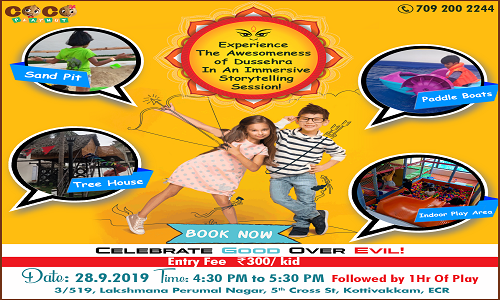 COCO
PART
709 200 2244
Experience
The Awesomeness
of Dussehra
In An Immersive
Storytelling
Session!
Sand Pit
Paddle Boats
Tree House
Indoor Play Area
BOOK NOW
Celebrate Good Over Evil!
Entry Fee ₹300/ kid
Date: 28.9.2019 Time: 4:30 PM to 5:30 PM Followed by 1Hr Of Play
3/519, Lakshmana Perumal Nagar, 5th Cross St, Kottivakkam, ECR